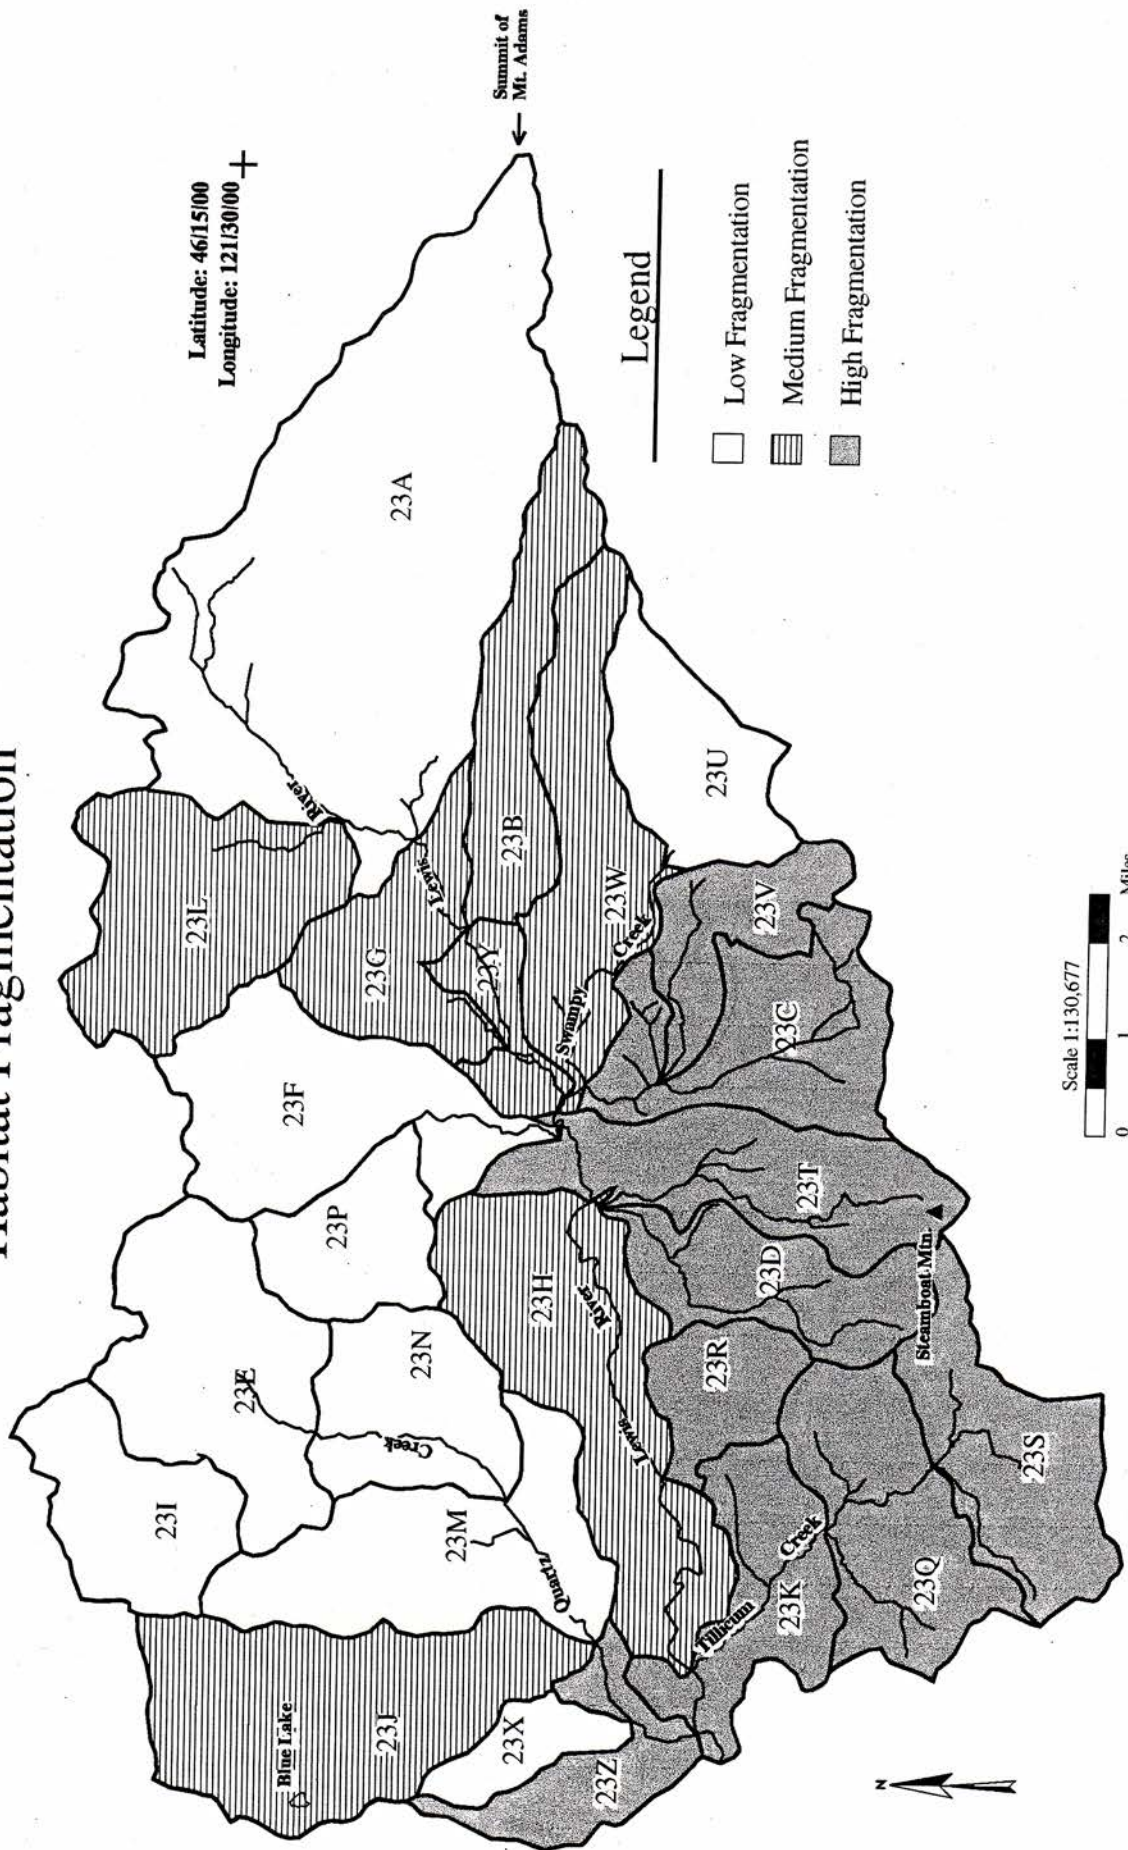 Habitat Fragmentation
Latitude: 46/15/00
Longitude: 121/30/00
Summit of
Mt. Adams
23I
23E
23F
23L
23A
River
Blue Lake
23J
23M
23N
23P
23G
Creek
Quartz
Lewis
23X
23H
River
23Y
23B
Swampy
Creek
23W
23U
23Z
Lewis
23R
23D
23T
23C
23V
Tillicum
Creek
23K
23Q
23S
Steamboat Mtn.
Legend
Low Fragmentation
Medium Fragmentation
High Fragmentation
N
Scale 1:130,677
0 1 2 Miles